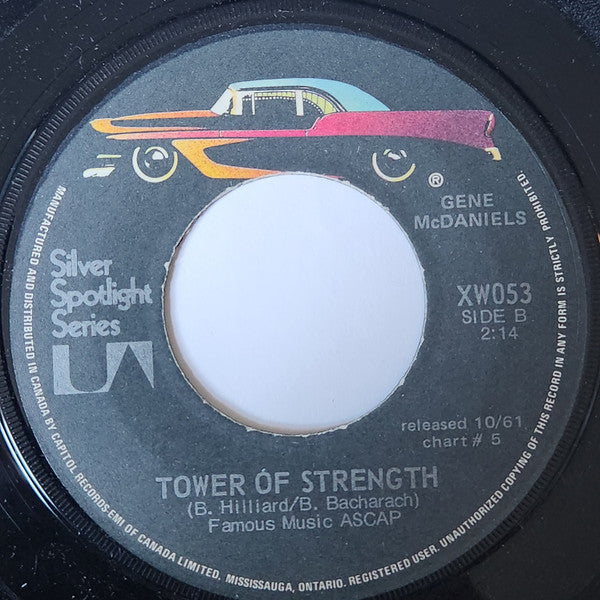 ®
GENE
McDANIELS
Silver
Spotlight
Series
UA
XW053
SIDE B
2:14
released 10/61
chart # 5
TOWER OF STRENGTH
(B. Hilliard/B. Bacharach)
Famous Music ASCAP
MANUFACTURED AND DISTRIBUTED IN CANADA BY CAPITOL RECORDS-EMI OF CANADA LIMITED. MISSISSAUGA, ONTARIO. REGISTERED USER. UNAUTHORIZED COPYING OF THIS RECORD IN ANY FORM IS STRICTLY PROHIBITED.